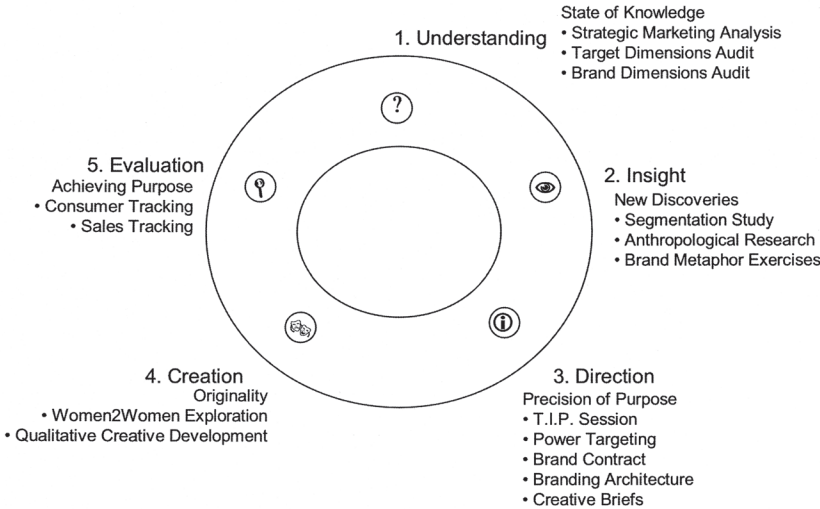 1. Understanding
State of Knowledge
• Strategic Marketing Analysis
• Target Dimensions Audit
• Brand Dimensions Audit
?
2. Insight
New Discoveries
• Segmentation Study
• Anthropological Research
• Brand Metaphor Exercises
i
3. Direction
Precision of Purpose
• T.I.P. Session
• Power Targeting
• Brand Contract
• Branding Architecture
• Creative Briefs
4. Creation
Originality
• Women2Women Exploration
• Qualitative Creative Development
5. Evaluation
Achieving Purpose
• Consumer Tracking
• Sales Tracking